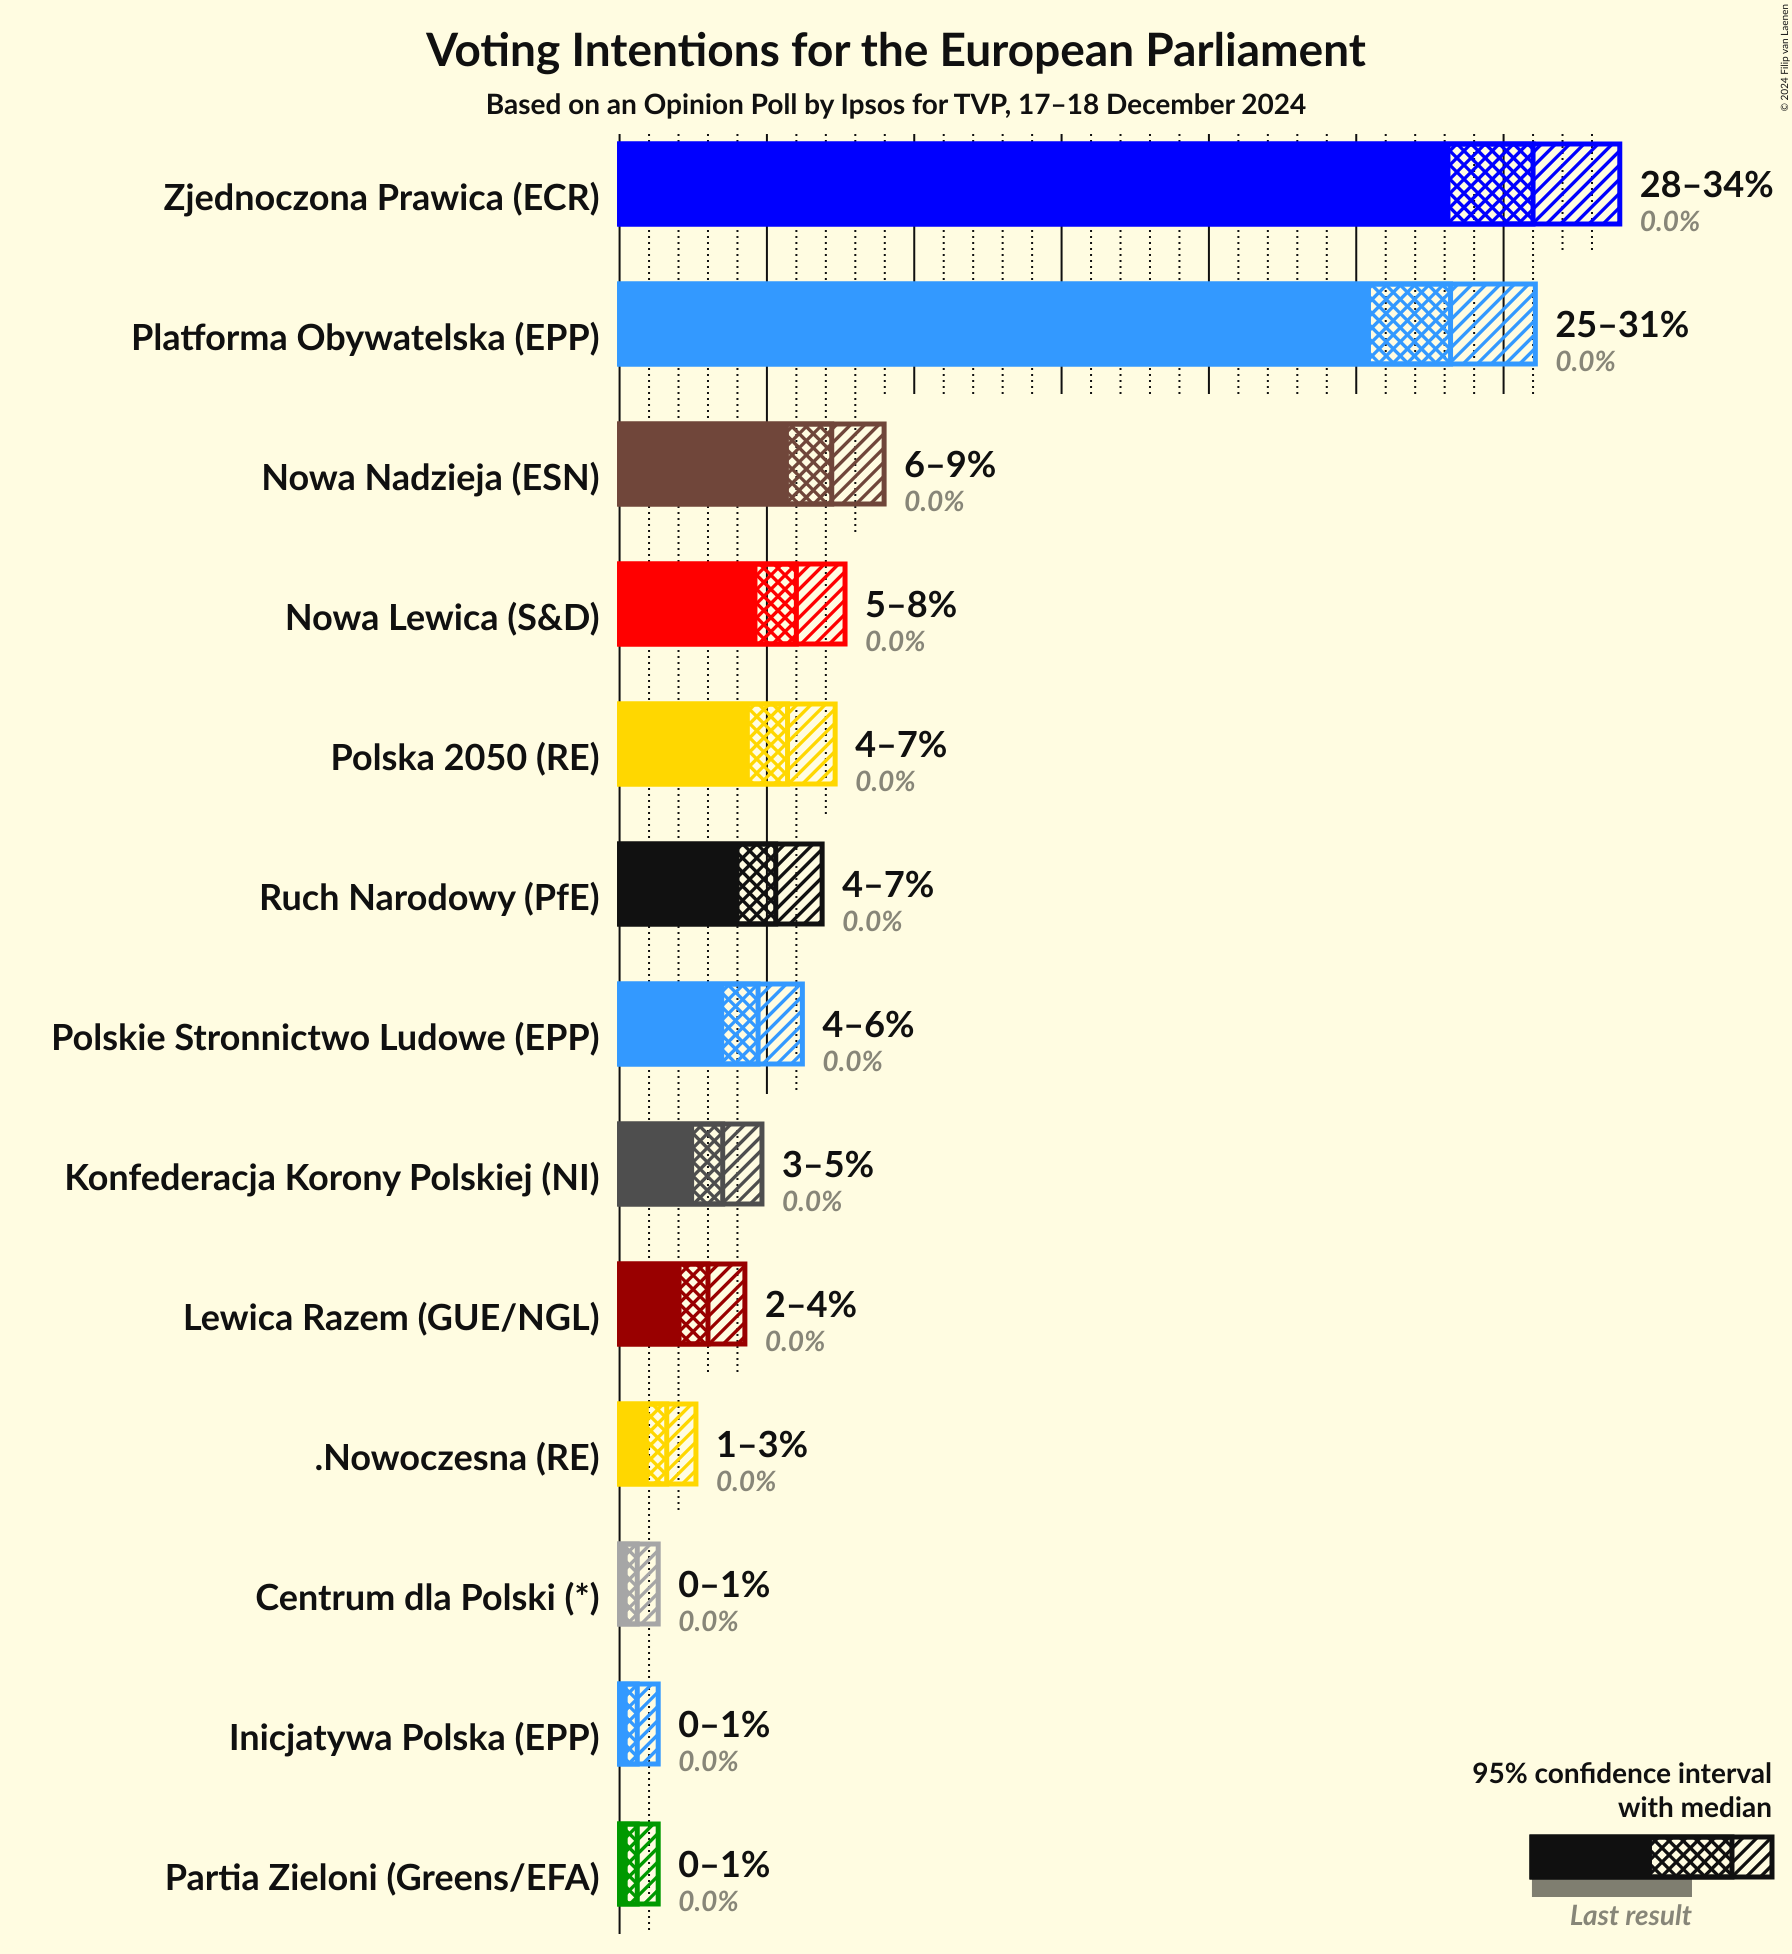 Voting Intentions for the European Parliament
Based on an Opinion Poll by Ipsos for TVP, 17–18 December 2024
© 2024 Filip van Laenen
Zjednoczona Prawica (ECR)
28–34%
0.0%
Platforma Obywatelska (EPP)
25–31%
0.0%
Nowa Nadzieja (ESN)
6–9%
0.0%
Nowa Lewica (S&D)
5–8%
0.0%
Polska 2050 (RE)
4–7%
0.0%
Ruch Narodowy (PfE)
4–7%
0.0%
Polskie Stronnictwo Ludowe (EPP)
4–6%
0.0%
Konfederacja Korony Polskiej (NI)
3–5%
0.0%
Lewica Razem (GUE/NGL)
2–4%
0.0%
.Nowoczesna (RE)
1–3%
0.0%
Centrum dla Polski (*)
0–1%
0.0%
Inicjatywa Polska (EPP)
0–1%
0.0%
Partia Zieloni (Greens/EFA)
0–1%
0.0%
95% confidence interval
with median
Last result